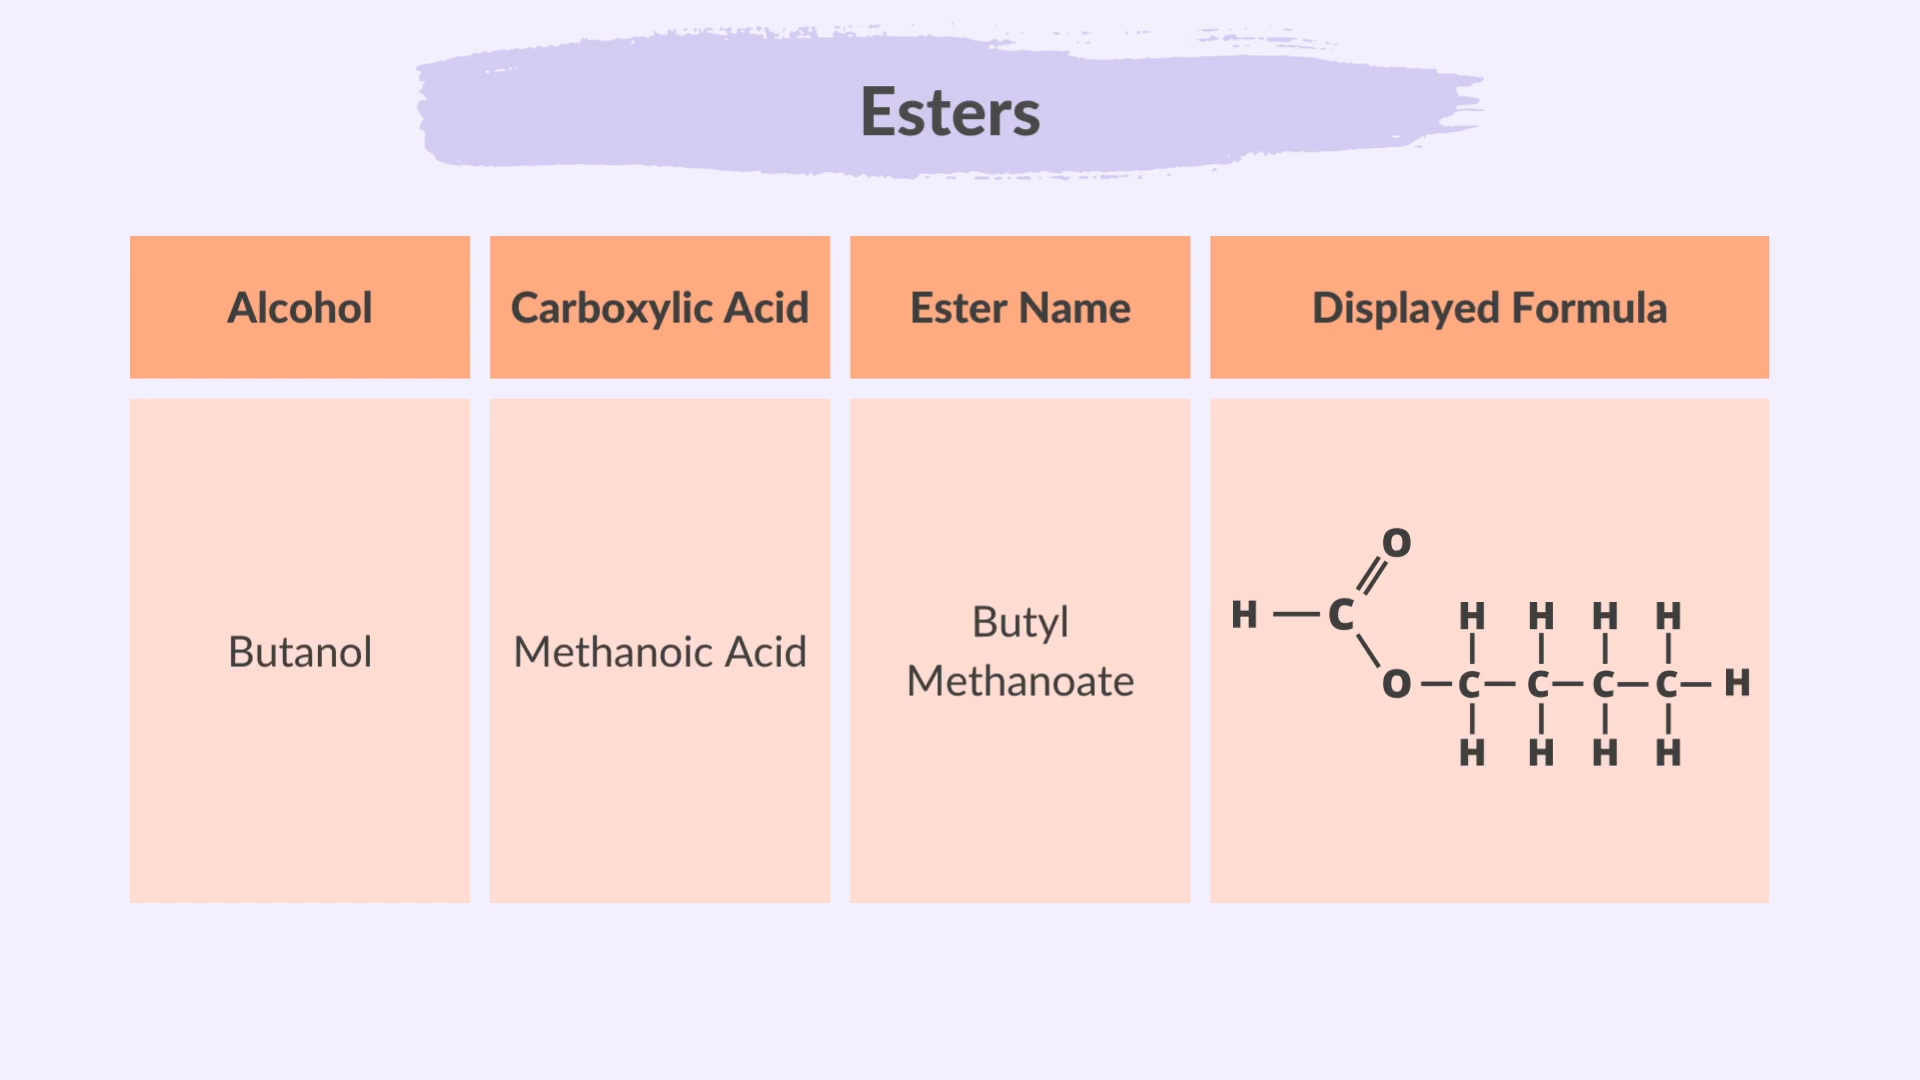 Esters
Alcohol
Carboxylic Acid
Ester Name
Displayed Formula
Butanol
Methanoic Acid
Butyl
Methanoate
O
H — C
H H H H
O — C — C — C — C — H
H H H H